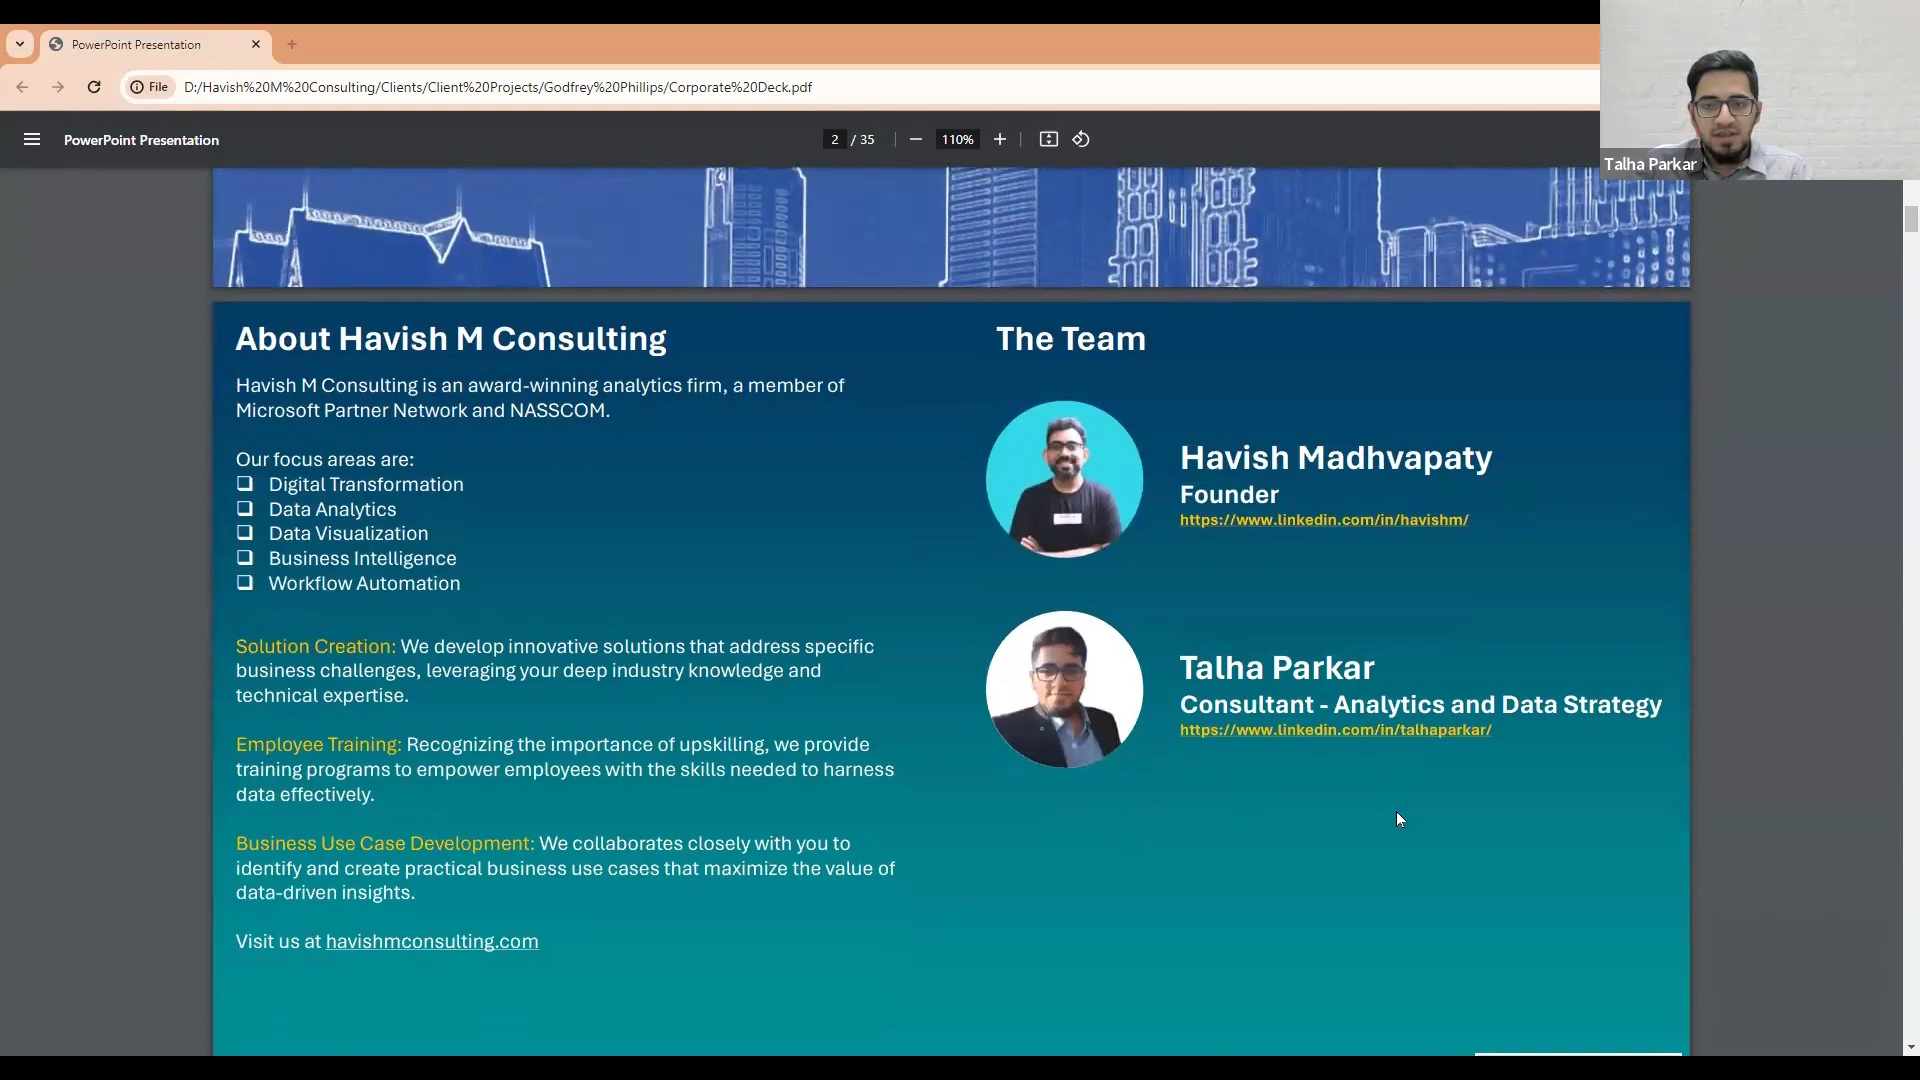 PowerPoint Presentation
File
D:/Havish%20M%20Consulting/Clients/Client%20Projects/Godfrey%20Phillips/Corporate%20Deck.pdf
PowerPoint Presentation
2 / 35
110%
Talha Parkar
About Havish M Consulting
Havish M Consulting is an award-winning analytics firm, a member of
Microsoft Partner Network and NASSCOM.
Our focus areas are:
Digital Transformation
Data Analytics
Data Visualization
Business Intelligence
Workflow Automation
Solution Creation: We develop innovative solutions that address specific
business challenges, leveraging your deep industry knowledge and
technical expertise.
Employee Training: Recognizing the importance of upskilling, we provide
training programs to empower employees with the skills needed to harness
data effectively.
Business Use Case Development: We collaborates closely with you to
identify and create practical business use cases that maximize the value of
data-driven insights.
Visit us at havishmconsulting.com
The Team
Havish Madhvapaty
Founder
https://www.linkedin.com/in/havishm/
Talha Parkar
Consultant - Analytics and Data Strategy
https://www.linkedin.com/in/talhaparkar/